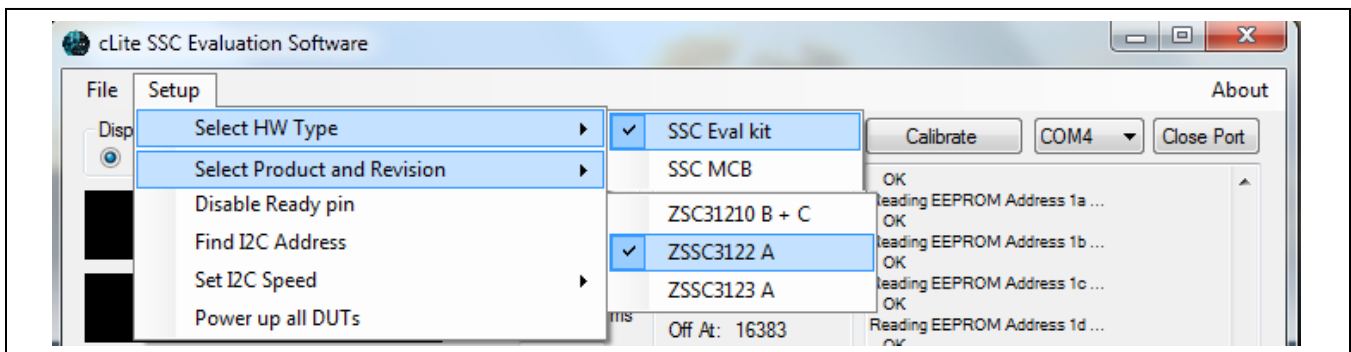 cLite SSC Evaluation Software
File Setup About
Disp Select HW Type SSC Eval kit Calibrate COM4 Close Port
Select Product and Revision SSC MCB OK
Disable Ready pin ZSC31210 B + C Reading EEPROM Address 1a ...
OK
Find I2C Address ZSSC3122 A Reading EEPROM Address 1b ...
OK
Set I2C Speed ZSSC3123 A Reading EEPROM Address 1c ...
OK
Power up all DUTs ms Off At: 16383 Reading EEPROM Address 1d ...
OK